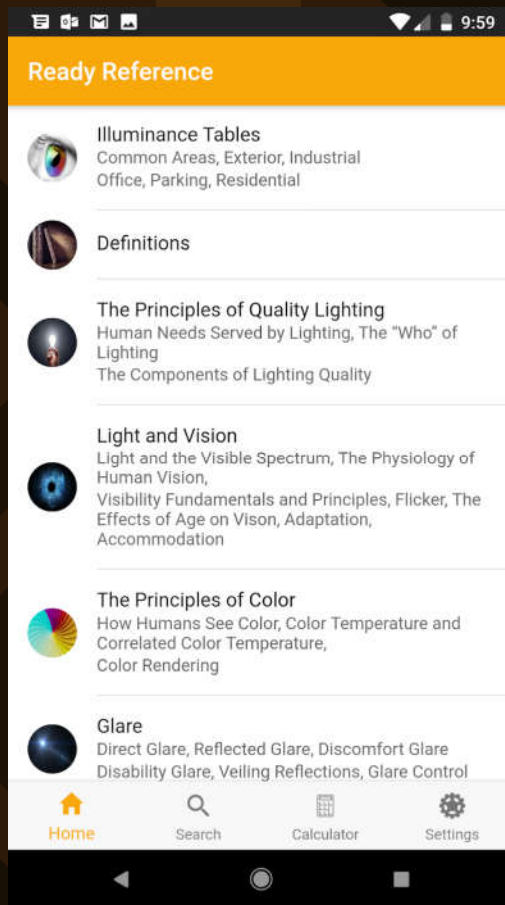 9:59
Ready Reference
Illuminance Tables
Common Areas, Exterior, Industrial
Office, Parking, Residential
Definitions
The Principles of Quality Lighting
Human Needs Served by Lighting, The “Who” of
Lighting
The Components of Lighting Quality
Light and Vision
Light and the Visible Spectrum, The Physiology of
Human Vision,
Visibility Fundamentals and Principles, Flicker, The
Effects of Age on Vison, Adaptation,
Accommodation
The Principles of Color
How Humans See Color, Color Temperature and
Correlated Color Temperature,
Color Rendering
Glare
Direct Glare, Reflected Glare, Discomfort Glare
Disability Glare, Veiling Reflections, Glare Control
Home
Search
Calculator
Settings